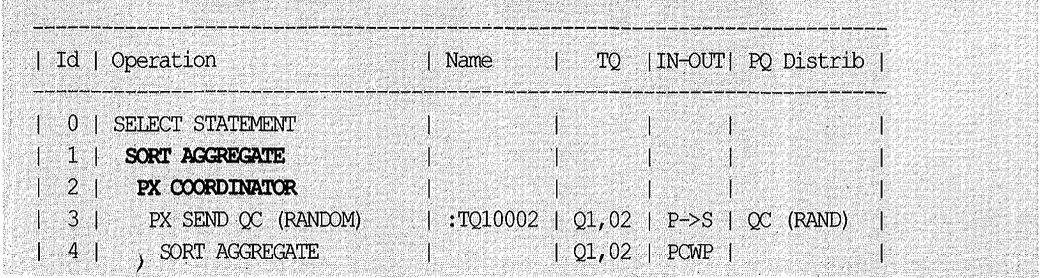 ---------------------------------------------------------------------------
| Id | Operation | Name | TQ |IN-OUT| PQ Distrib |
---------------------------------------------------------------------------
| 0 | SELECT STATEMENT | | | | |
| 1 | SORT AGGREGATE | | | | |
| 2 | PX COORDINATOR | | | | |
| 3 | PX SEND QC (RANDOM) | :TQ10002 | Q1,02 | P->S | QC (RAND) |
| 4 | SORT AGGREGATE | | Q1,02 | PCWP | |